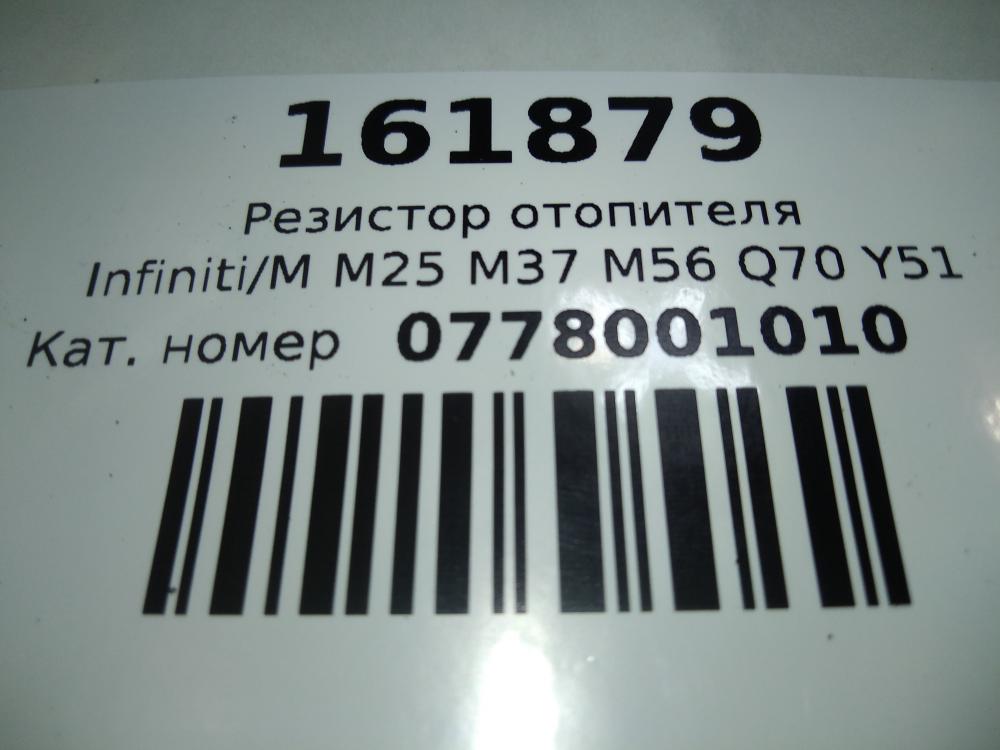 161879
Резистор отопителя
Infiniti/M M25 M37 M56 Q70 Y51
Кат. номер 0778001010